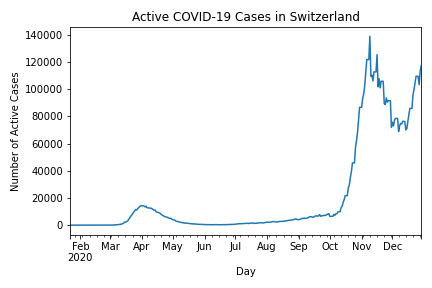 Active COVID-19 Cases in Switzerland
140000
120000
100000
80000
60000
40000
20000
0
Number of Active Cases
Feb Mar Apr May Jun Jul Aug Sep Oct Nov Dec
2020
Day